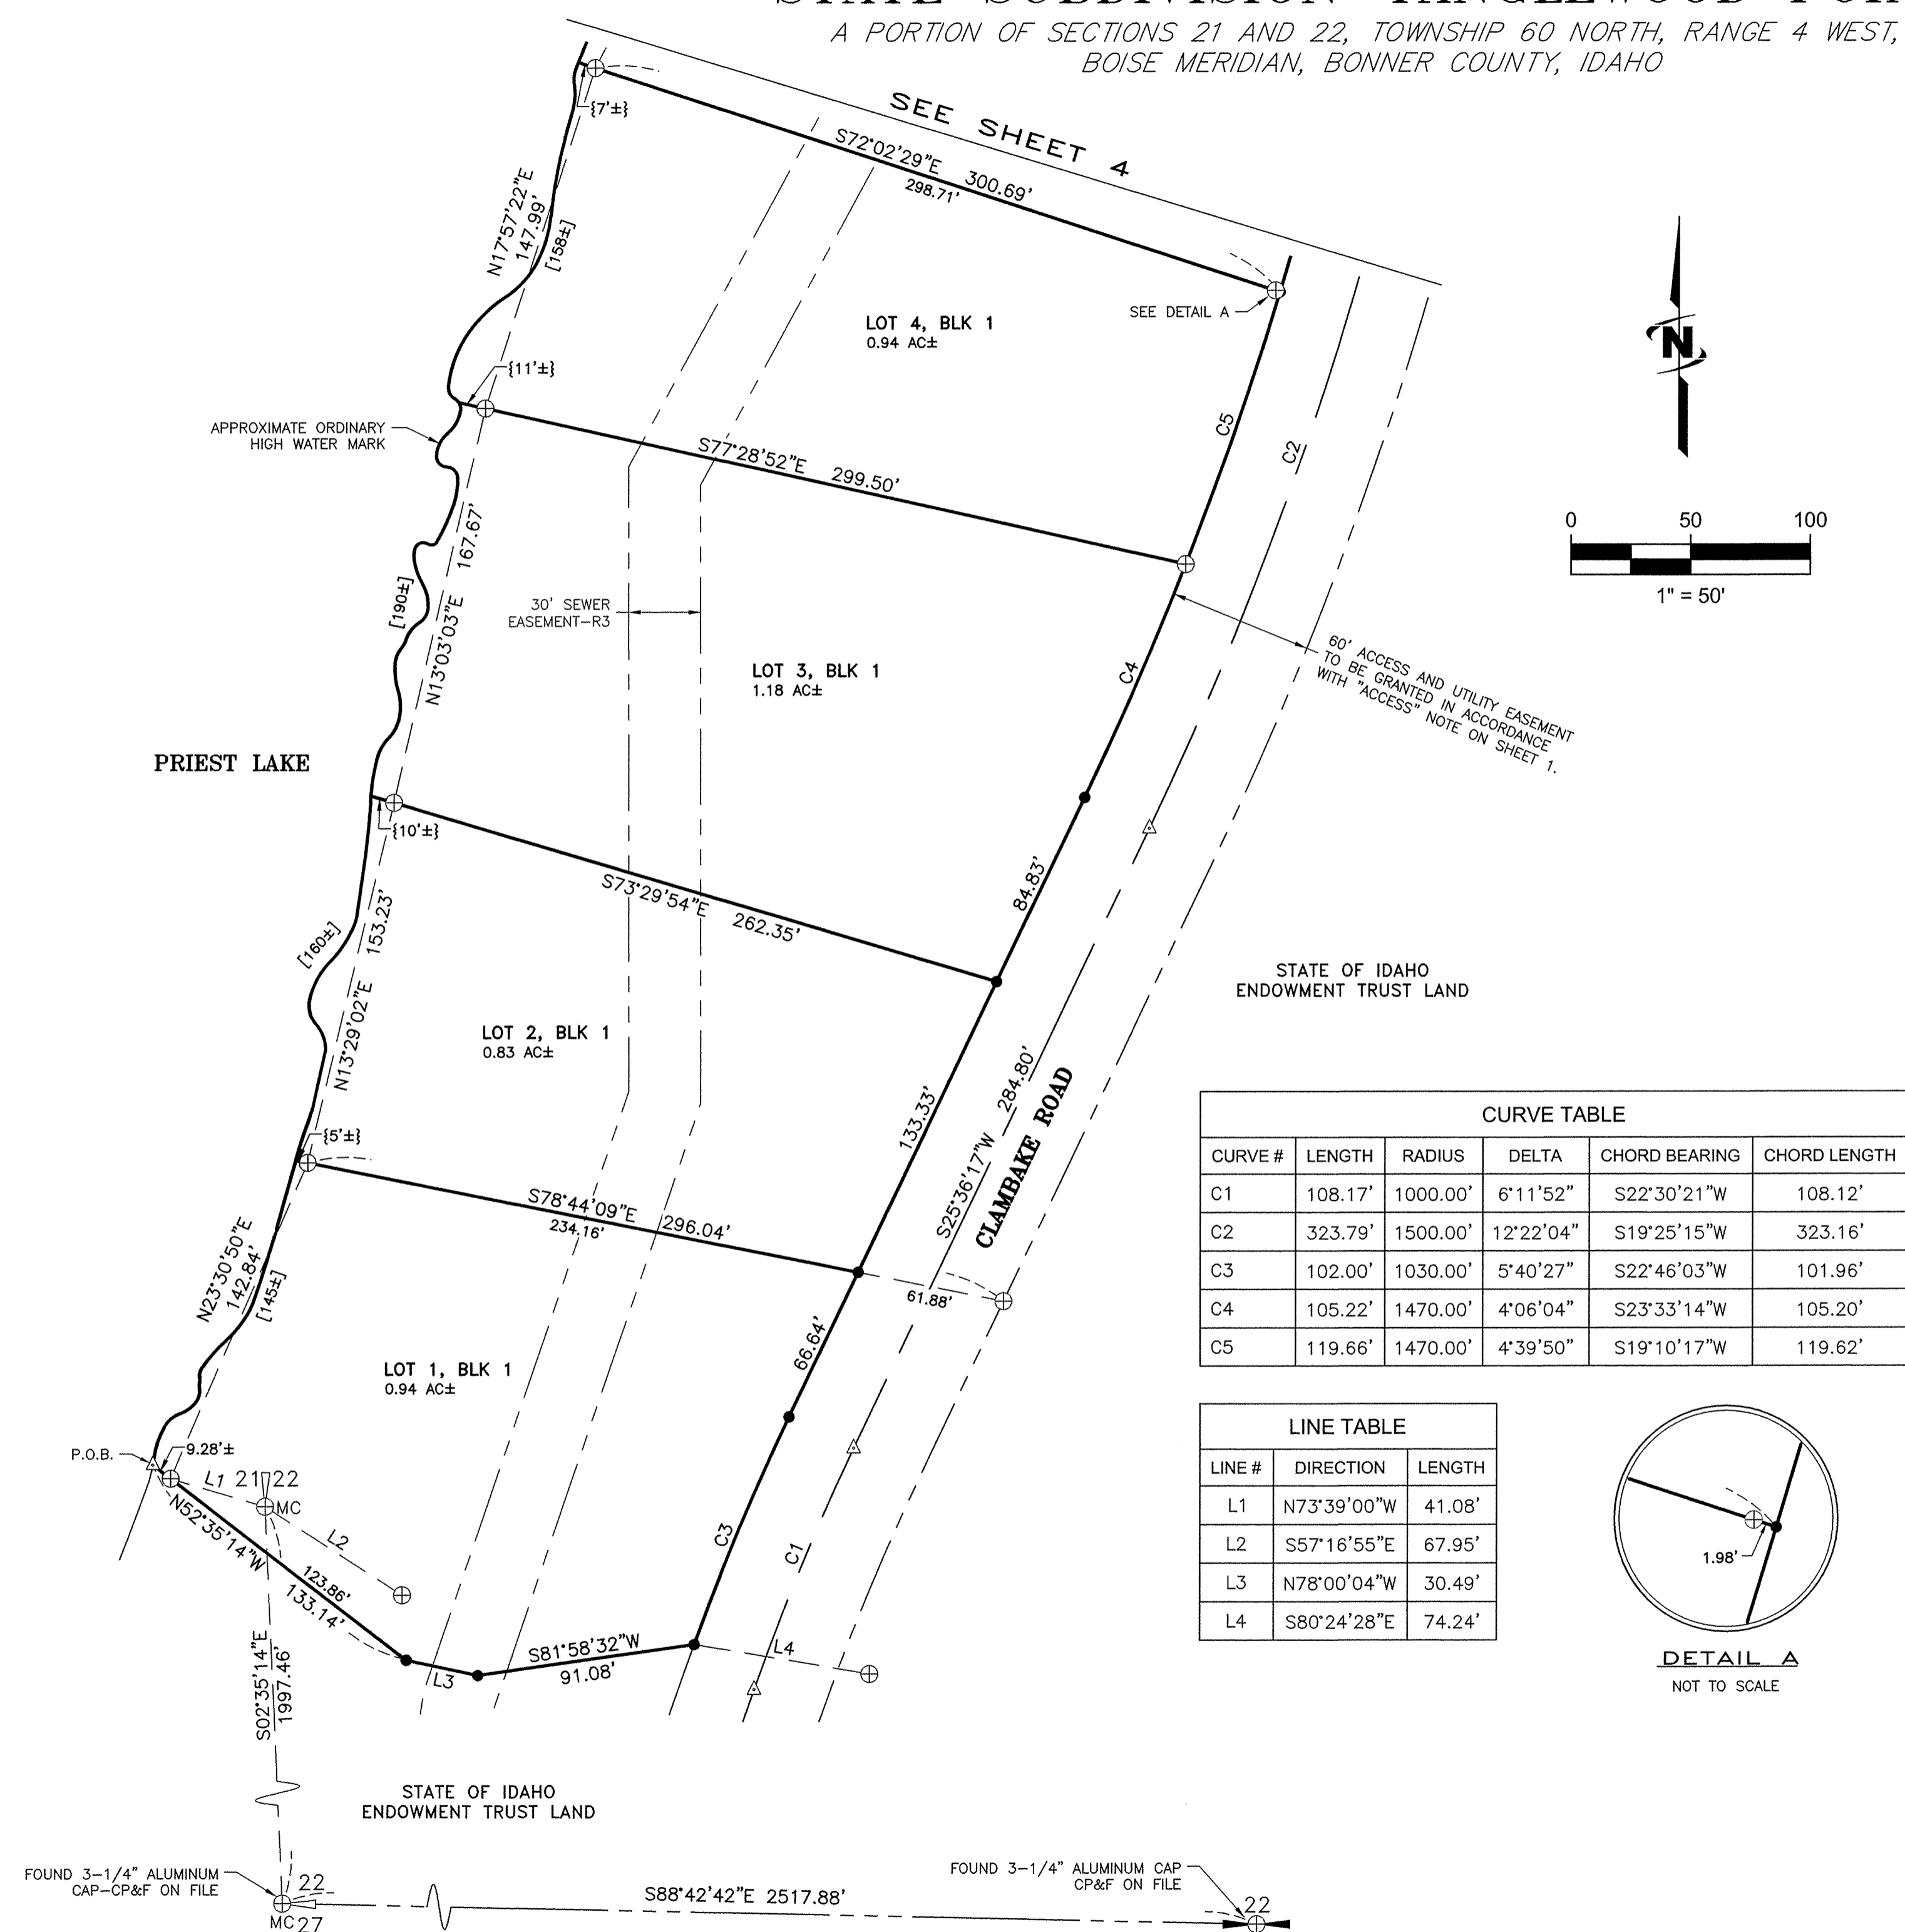 A PORTION OF SECTIONS 21 AND 22, TOWNSHIP 60 NORTH, RANGE 4 WEST,
BOISE MERIDIAN, BONNER COUNTY, IDAHO
SEE SHEET 4
{7'±}
S72°02'29"E 300.69'
298.71'
N17°57'22"E
147.99'
[158±]
SEE DETAIL A
LOT 4, BLK 1
0.94 AC±
N
{11'±}
APPROXIMATE ORDINARY
HIGH WATER MARK
S77°28'52"E 299.50'
C5
C2
0 50 100
1" = 50'
N13°03'03"E 167.67'
[190±]
30' SEWER
EASEMENT-R3
LOT 3, BLK 1
1.18 AC±
C4
60' ACCESS AND UTILITY EASEMENT
TO BE GRANTED IN ACCORDANCE
WITH "ACCESS" NOTE ON SHEET 1.
PRIEST LAKE
{10'±}
S73°29'54"E 262.35'
84.83'
N13°29'02"E 153.23'
[160±]
STATE OF IDAHO
ENDOWMENT TRUST LAND
LOT 2, BLK 1
0.83 AC±
133.33'
S25°36'17"W 284.80'
CLAMBAKE ROAD
{5'±}
S78°44'09"E 296.04'
234.16'
61.88'
N23°30'50"E
142.84'
[145±]
66.64'
LOT 1, BLK 1
0.94 AC±
CURVE TABLE
CURVE # LENGTH RADIUS DELTA CHORD BEARING CHORD LENGTH
C1 108.17' 1000.00' 6°11'52" S22°30'21"W 108.12'
C2 323.79' 1500.00' 12°22'04" S19°25'15"W 323.16'
C3 102.00' 1030.00' 5°40'27" S22°46'03"W 101.96'
C4 105.22' 1470.00' 4°06'04" S23°33'14"W 105.20'
C5 119.66' 1470.00' 4°39'50" S19°10'17"W 119.62'
P.O.B.
9.28'±
L1
21 22
MC
L2
N52°35'14"W
123.86'
133.14'
C3
C1
LINE TABLE
LINE # DIRECTION LENGTH
L1 N73°39'00"W 41.08'
L2 S57°16'55"E 67.95'
L3 N78°00'04"W 30.49'
L4 S80°24'28"E 74.24'
1.98'
DETAIL A
NOT TO SCALE
L3
S81°58'32"W
91.08'
L4
S02°35'14"E
1997.46'
STATE OF IDAHO
ENDOWMENT TRUST LAND
FOUND 3-1/4" ALUMINUM
CAP-CP&F ON FILE
22
MC 27
S88°42'42"E 2517.88'
FOUND 3-1/4" ALUMINUM CAP
CP&F ON FILE
22